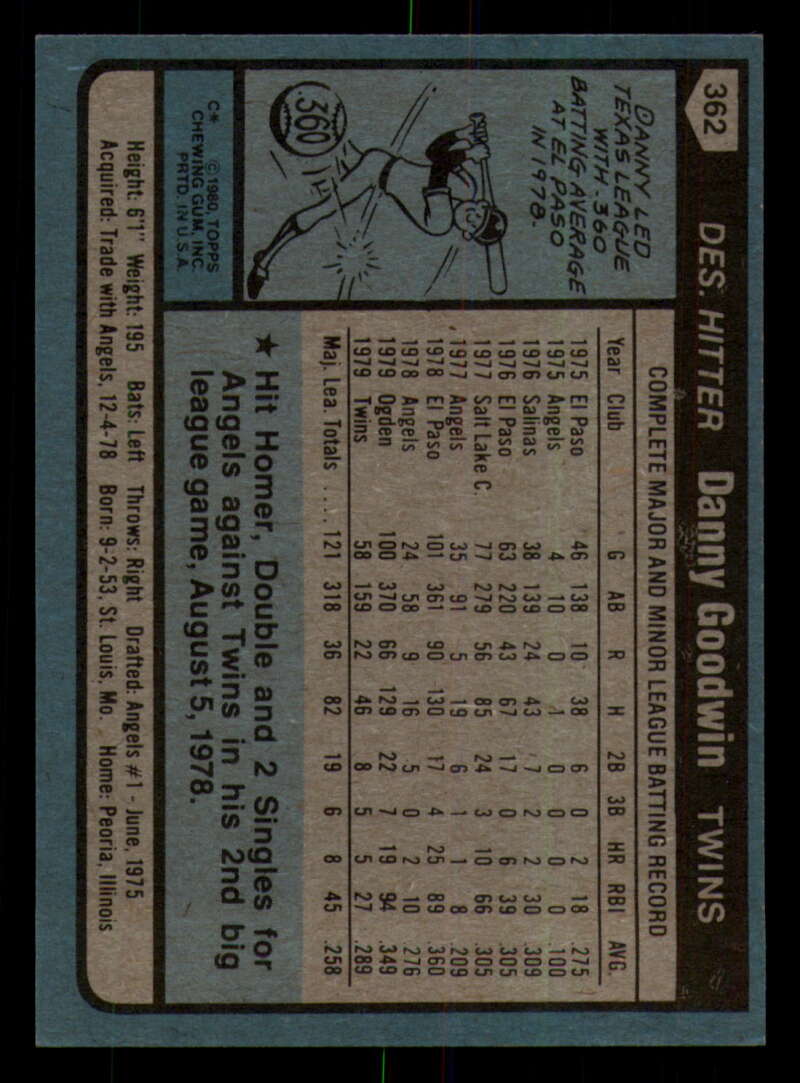 362
DES. HITTER Danny Goodwin TWINS
DANNY LED
TEXAS LEAGUE
WITH .360
BATTING AVERAGE
AT EL PASO
IN 1978.
.360
C* © 1980, TOPPS
CHEWING GUM, INC.
PRTD. IN U.S.A.
COMPLETE MAJOR AND MINOR LEAGUE BATTING RECORD
Year Club G AB R H 2B 3B HR RBI AVG.
1975 El Paso 46 138 10 38 6 0 2 18 .275
1975 Angels 4 10 0 1 0 0 0 0 .100
1976 Salinas 38 139 24 43 7 2 2 30 .309
1976 El Paso 63 220 43 67 17 0 6 39 .305
1977 Salt Lake C. 77 279 56 85 24 3 10 66 .305
1977 Angels 35 91 5 19 6 1 1 8 .209
1978 El Paso 101 361 90 130 17 4 25 89 .360
1978 Angels 24 58 9 16 5 0 2 10 .276
1979 Ogden 100 370 66 129 22 7 19 94 .349
1979 Twins 58 159 22 46 8 5 5 27 .289
Maj. Lea. Totals ..... 121 318 36 82 19 6 8 45 .258
★ Hit Homer, Double and 2 Singles for
Angels against Twins in his 2nd big
league game, August 5, 1978.
Height: 6'1" Weight: 195 Bats: Left Throws: Right Drafted: Angels #1 - June, 1975
Acquired: Trade with Angels, 12-4-78 Born: 9-2-53, St. Louis, Mo. Home: Peoria, Illinois